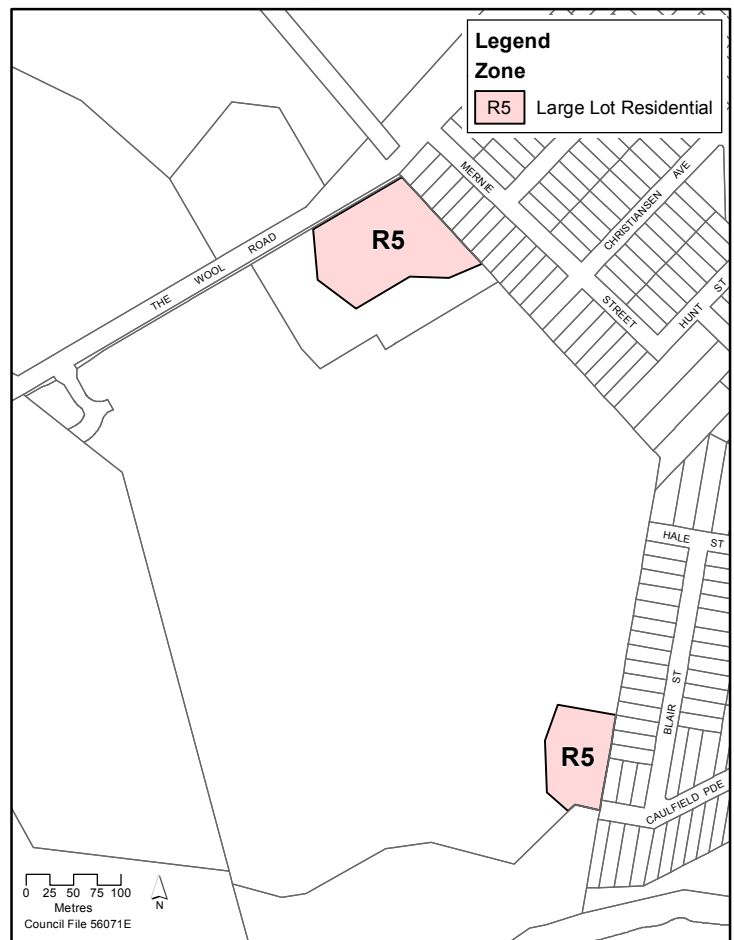 Legend
Zone
R5 Large Lot Residential
MERNIE
CHRISTIANSEN AVE
R5
THE WOOL ROAD
STREET
HUNT ST
HALE ST
BLAIR ST
R5
CAULFIELD PDE
0 25 50 75 100
Metres
N
Council File 56071E